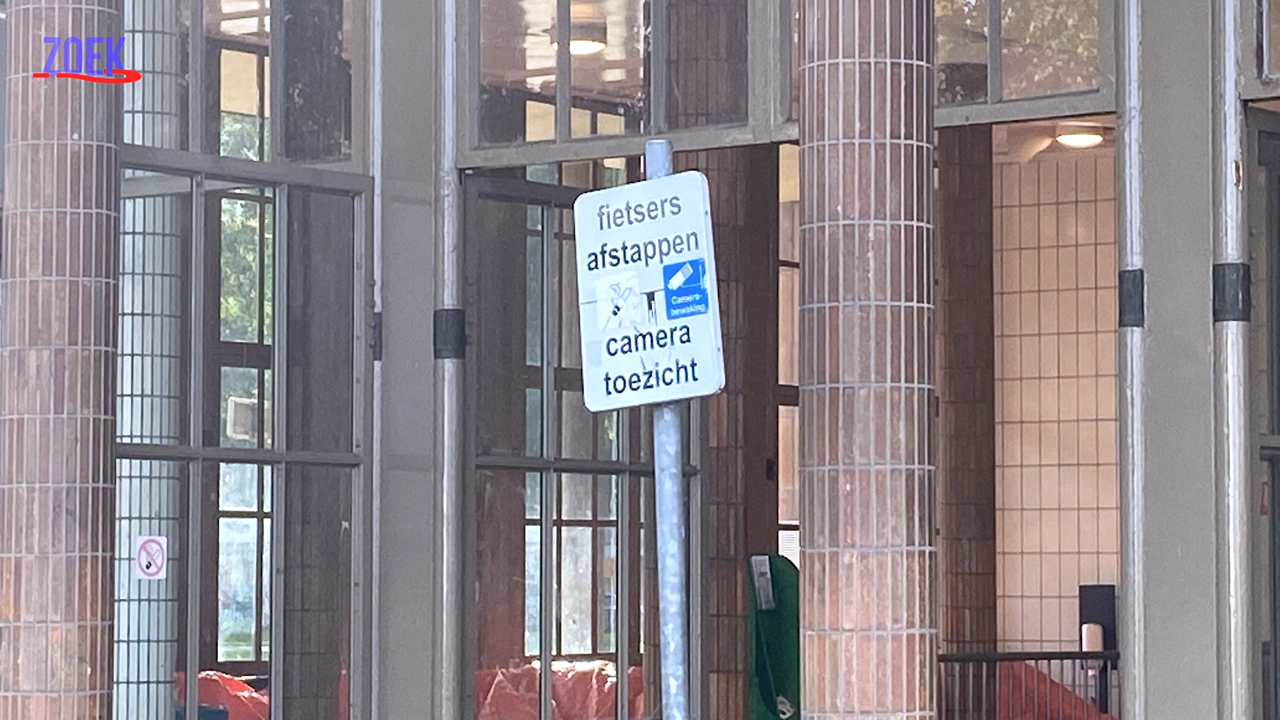 ZOEK
fietsers
afstappen
Camera-
bewaking
camera
toezicht